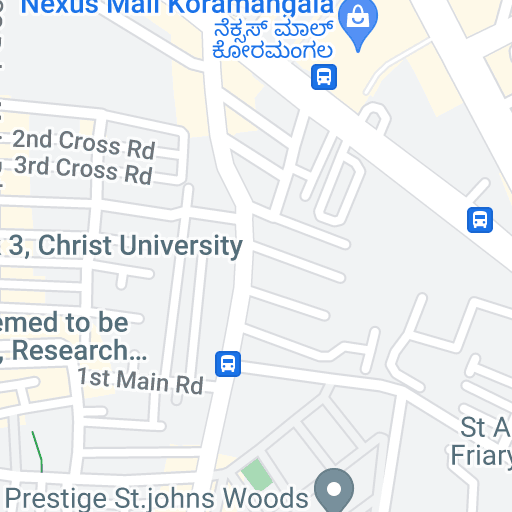 Nexus Mall Koramangala
ನೆಕ್ಸಸ್ ಮಾಲ್
ಕೋರಮಂಗಲ
2nd Cross Rd
3rd Cross Rd
3, Christ University
emed to be
, Research...
1st Main Rd
St A
Friary
Prestige St.johns Woods